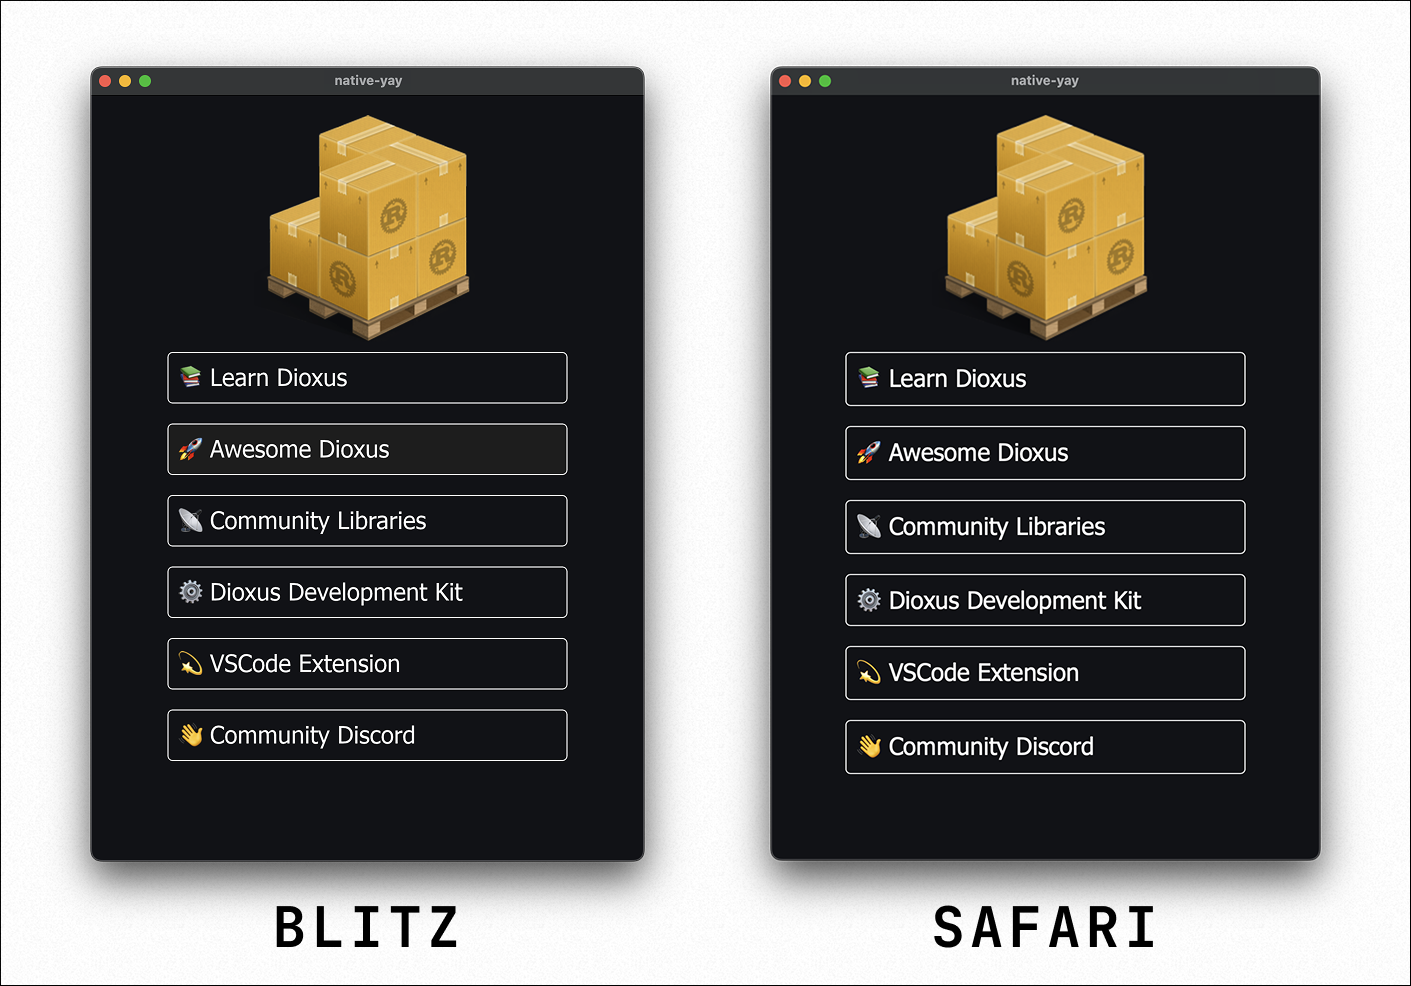 native-yay
📚 Learn Dioxus
🚀 Awesome Dioxus
📡 Community Libraries
⚙️ Dioxus Development Kit
💫 VSCode Extension
👋 Community Discord
BLITZ
native-yay
📚 Learn Dioxus
🚀 Awesome Dioxus
📡 Community Libraries
⚙️ Dioxus Development Kit
💫 VSCode Extension
👋 Community Discord
SAFARI
R
R
R
R
R
R